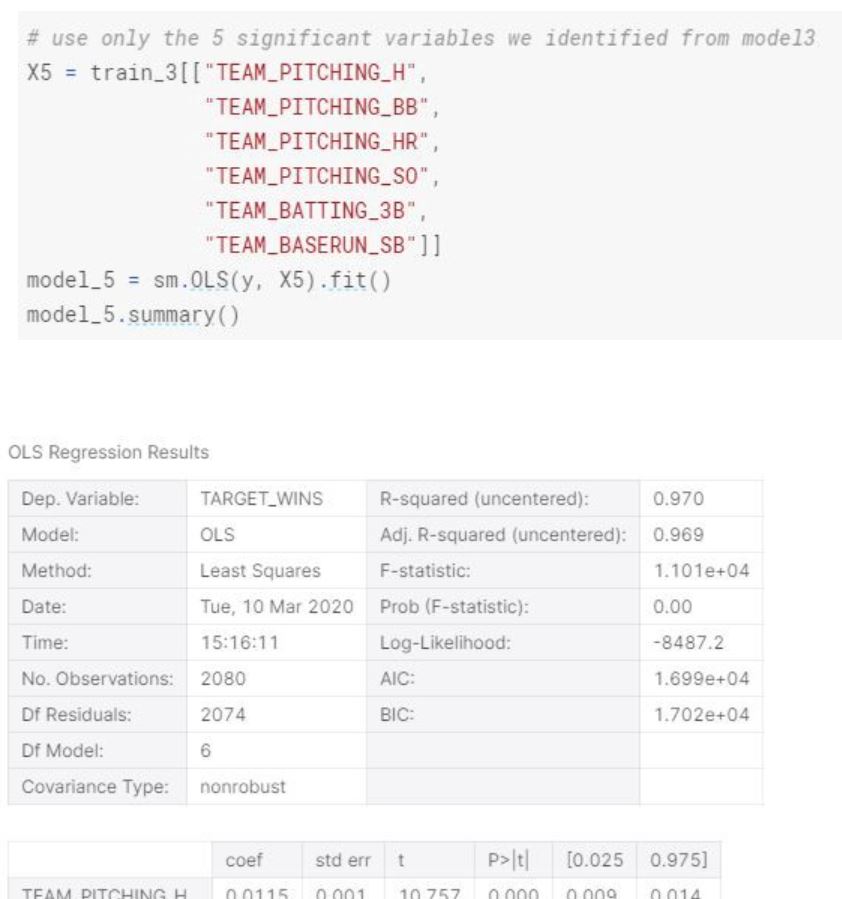 # use only the 5 significant variables we identified from model3
X5 = train_3[["TEAM_PITCHING_H",
"TEAM_PITCHING_BB",
"TEAM_PITCHING_HR",
"TEAM_PITCHING_SO",
"TEAM_BATTING_3B",
"TEAM_BASERUN_SB"]]
model_5 = sm.OLS(y, X5).fit()
model_5.summary()
OLS Regression Results
Dep. Variable: TARGET_WINS R-squared (uncentered): 0.970
Model: OLS Adj. R-squared (uncentered): 0.969
Method: Least Squares F-statistic: 1.101e+04
Date: Tue, 10 Mar 2020 Prob (F-statistic): 0.00
Time: 15:16:11 Log-Likelihood: -8487.2
No. Observations: 2080 AIC: 1.699e+04
Df Residuals: 2074 BIC: 1.702e+04
Df Model: 6
Covariance Type: nonrobust
coef std err t P>|t| [0.025 0.975]
TEAM_PITCHING_H 0.0115 0.001 10.757 0.000 0.009 0.014